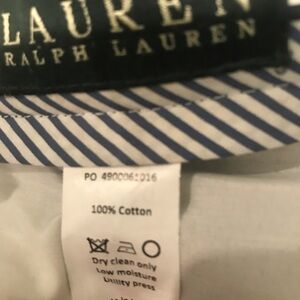 LAUREN
RALPH LAUREN
PO 4900061016
100% Cotton
Dry clean only
Low moisture
Utility press